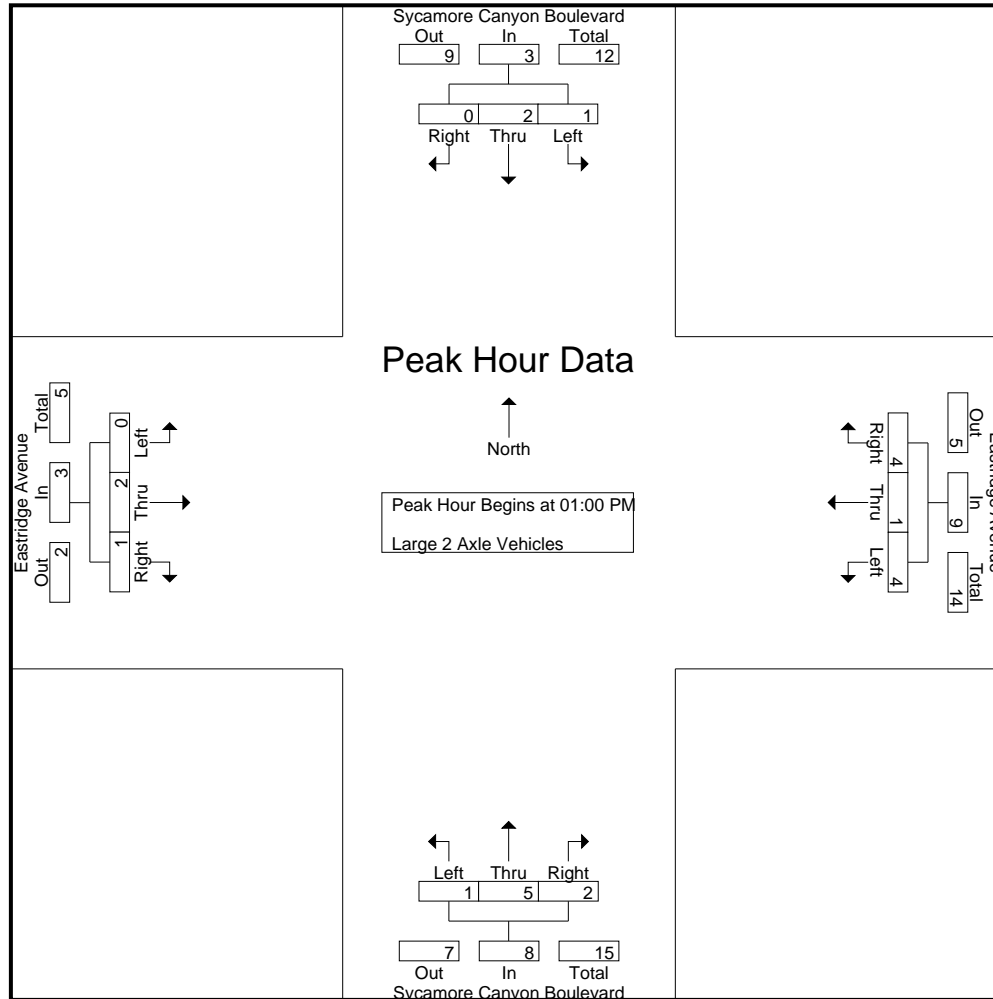 Sycamore Canyon Boulevard
Out In Total
9 3 12
0 2 1
Right Thru Left
Peak Hour Data
North
Peak Hour Begins at 01:00 PM
Large 2 Axle Vehicles
Eastridge Avenue
Total In Out
5 3 2
0 2 1
Left Thru Right
Out In Total
5 9 14
Right Thru Left
4 1 4
Left Thru Right
1 5 2
7 8 15
Out In Total
Sycamore Canyon Boulevard